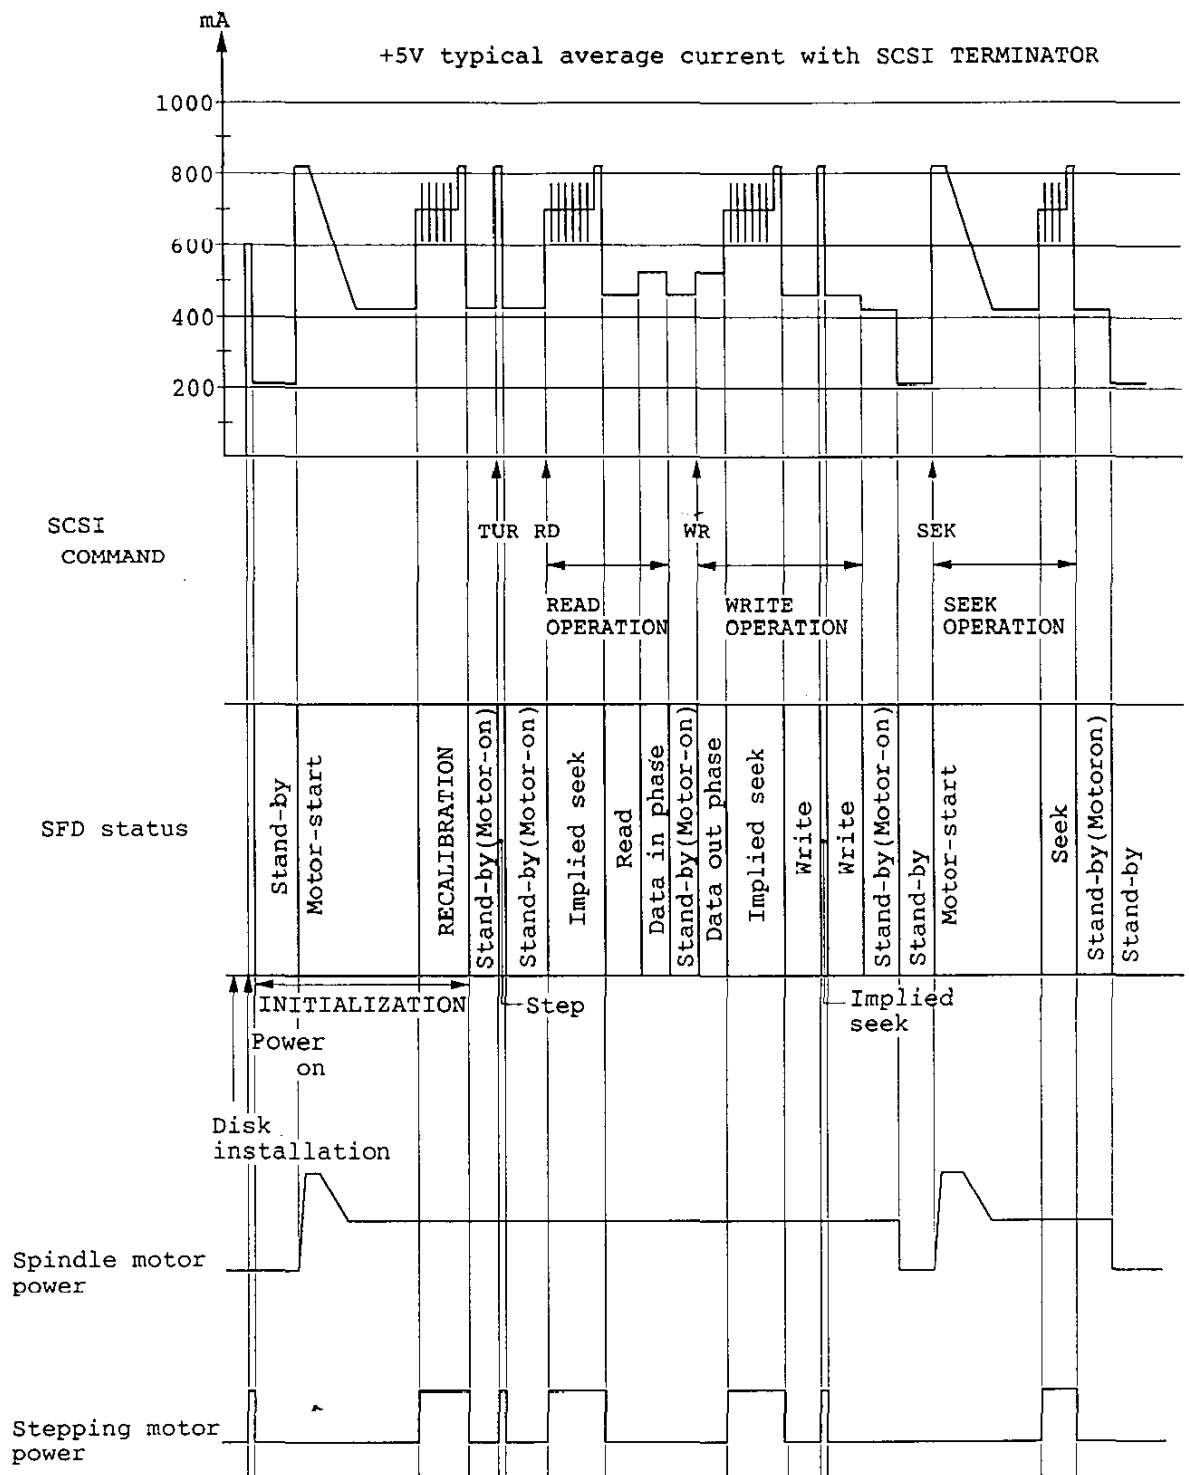 mA
+5V typical average current with SCSI TERMINATOR
1000
800
600
400
200
SCSI
COMMAND
TUR RD
WR
SEK
READ
OPERATION
WRITE
OPERATION
SEEK
OPERATION
SFD status
Stand-by
Motor-start
RECALIBRATION
Stand-by(Motor-on)
Stand-by(Motor-on)
Implied seek
Read
Data in phase
Stand-by(Motor-on)
Data out phase
Implied seek
Write
Write
Stand-by(Motor-on)
Stand-by
Motor-start
Seek
Stand-by(Motoron)
Stand-by
INITIALIZATION
Step
Implied
seek
Power
on
Disk
installation
Spindle motor
power
Stepping motor
power